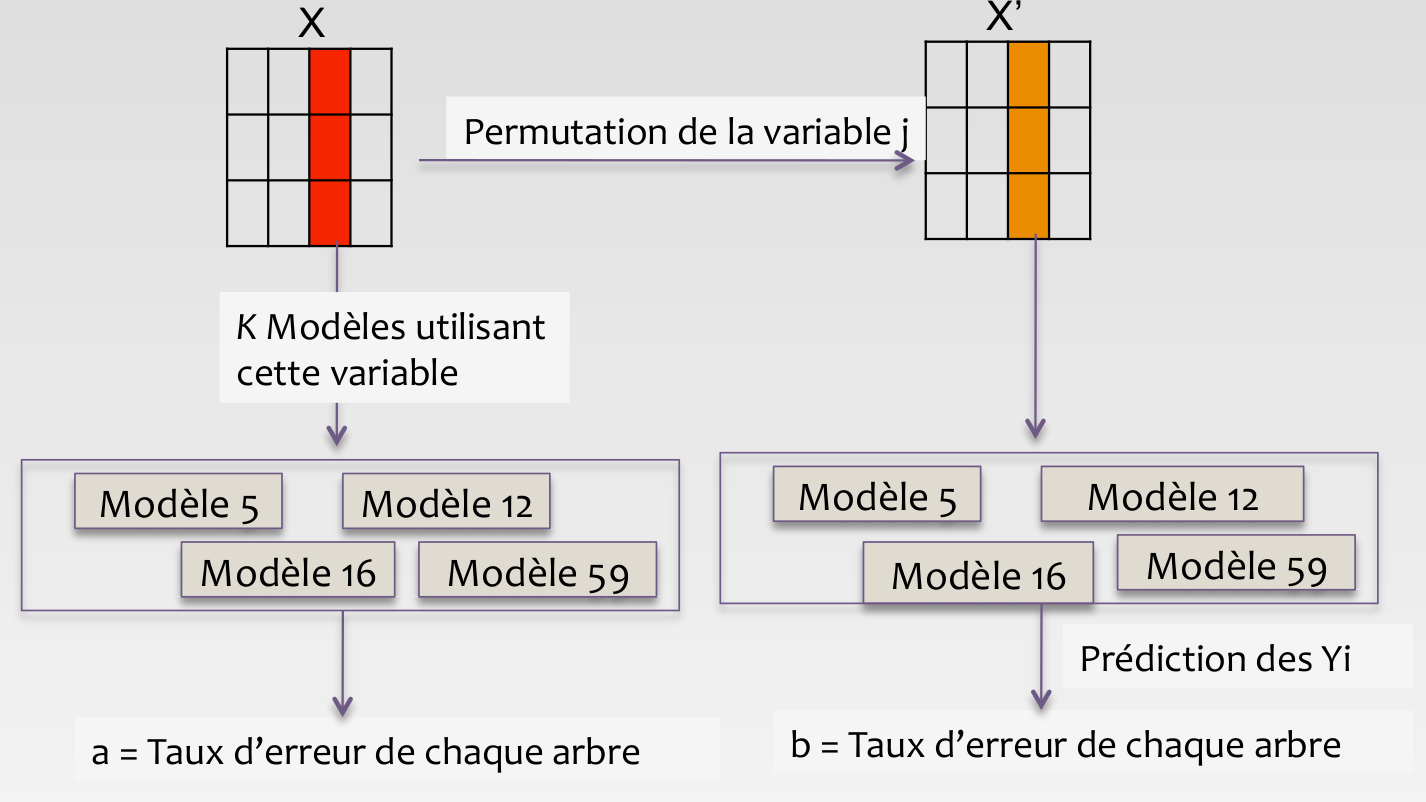 X
X’
Permutation de la variable j
K Modèles utilisant
cette variable
Modèle 5
Modèle 12
Modèle 16
Modèle 59
Modèle 5
Modèle 12
Modèle 16
Modèle 59
Prédiction des Yi
a = Taux d’erreur de chaque arbre
b = Taux d’erreur de chaque arbre